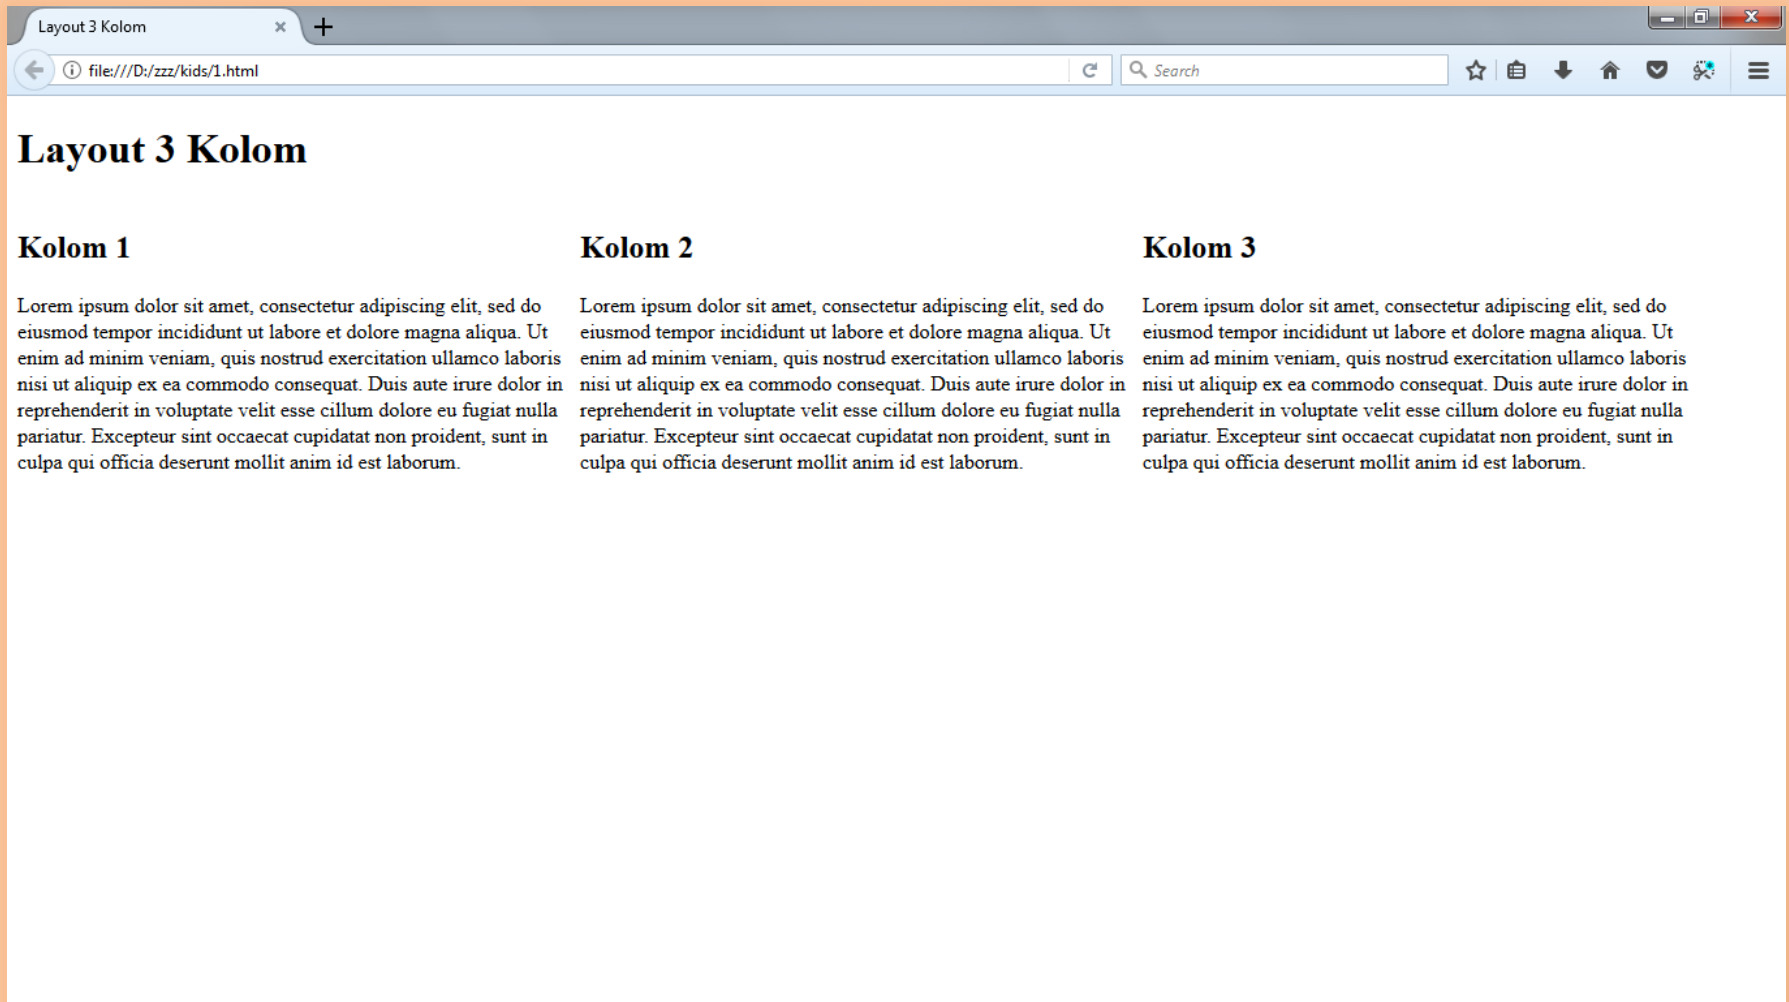 Layout 3 Kolom
file:///D:/zzz/kids/1.html
Search
Layout 3 Kolom
Kolom 1
Lorem ipsum dolor sit amet, consectetur adipiscing elit, sed do
eiusmod tempor incididunt ut labore et dolore magna aliqua. Ut
enim ad minim veniam, quis nostrud exercitation ullamco laboris
nisi ut aliquip ex ea commodo consequat. Duis aute irure dolor in
reprehenderit in voluptate velit esse cillum dolore eu fugiat nulla
pariatur. Excepteur sint occaecat cupidatat non proident, sunt in
culpa qui officia deserunt mollit anim id est laborum.
Kolom 2
Lorem ipsum dolor sit amet, consectetur adipiscing elit, sed do
eiusmod tempor incididunt ut labore et dolore magna aliqua. Ut
enim ad minim veniam, quis nostrud exercitation ullamco laboris
nisi ut aliquip ex ea commodo consequat. Duis aute irure dolor in
reprehenderit in voluptate velit esse cillum dolore eu fugiat nulla
pariatur. Excepteur sint occaecat cupidatat non proident, sunt in
culpa qui officia deserunt mollit anim id est laborum.
Kolom 3
Lorem ipsum dolor sit amet, consectetur adipiscing elit, sed do
eiusmod tempor incididunt ut labore et dolore magna aliqua. Ut
enim ad minim veniam, quis nostrud exercitation ullamco laboris
nisi ut aliquip ex ea commodo consequat. Duis aute irure dolor in
reprehenderit in voluptate velit esse cillum dolore eu fugiat nulla
pariatur. Excepteur sint occaecat cupidatat non proident, sunt in
culpa qui officia deserunt mollit anim id est laborum.